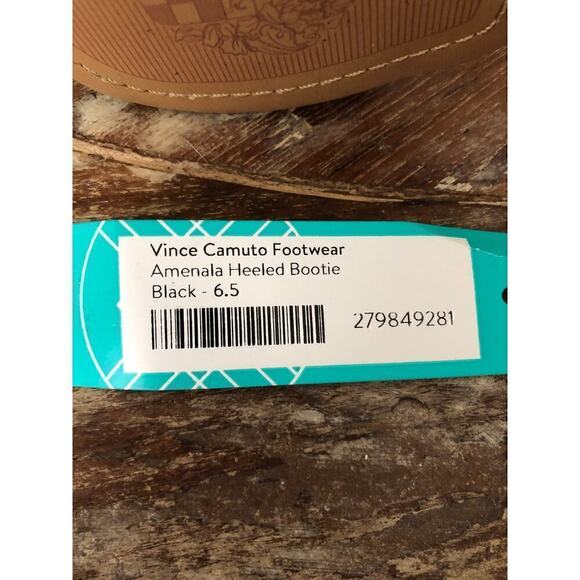 Vince Camuto Footwear
Amenala Heeled Bootie
Black - 6.5
279849281